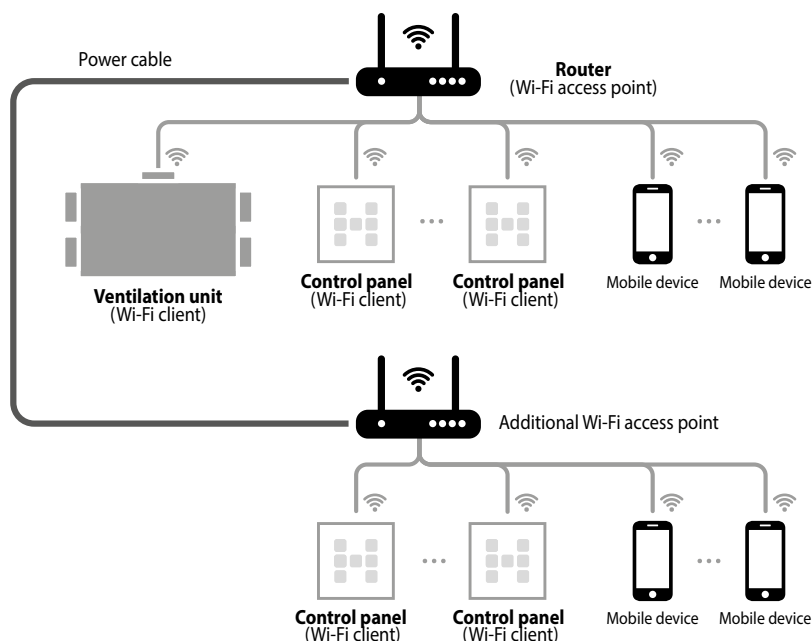 Power cable
Router
(Wi-Fi access point)
Ventilation unit
(Wi-Fi client)
Control panel
(Wi-Fi client)
Control panel
(Wi-Fi client)
Mobile device
Mobile device
Additional Wi-Fi access point
Control panel
(Wi-Fi client)
Control panel
(Wi-Fi client)
Mobile device
Mobile device